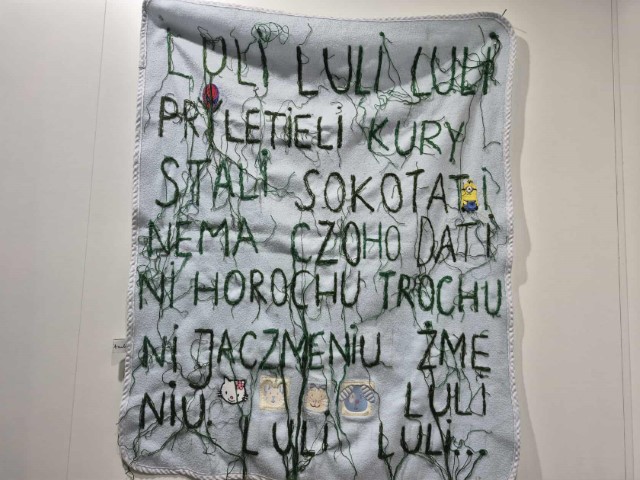 LULI LULI LULI
PRILETIELI KURY
STALI SOKOTATI
NEMA CZOHO DATI
NI HOROCHU TROCHU
NI JACZMENIU ŻME
NIU. LULI
LULI LULI...